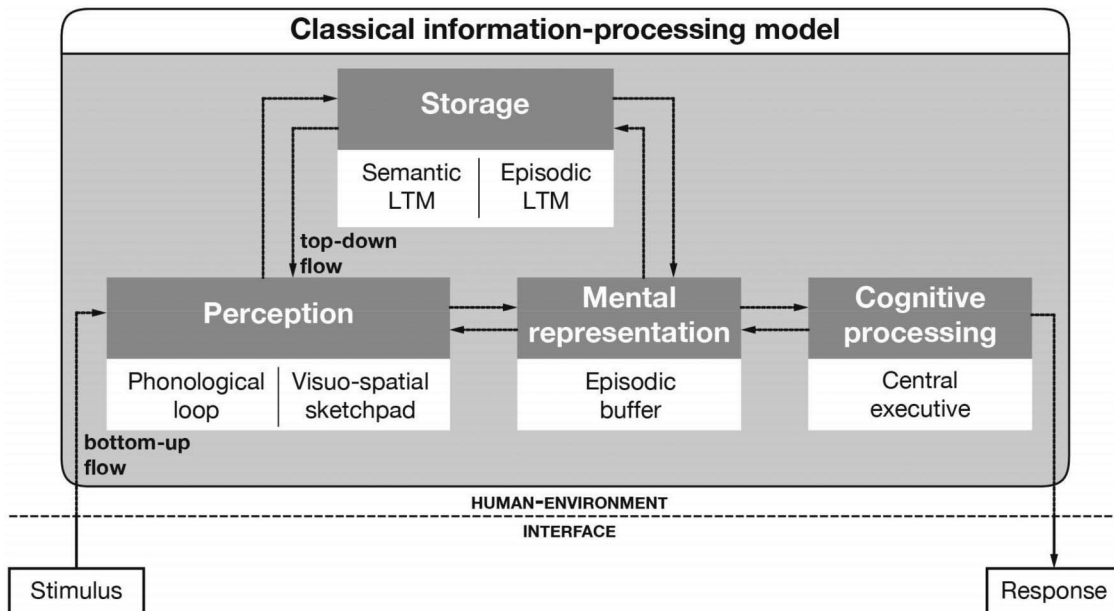 Classical information-processing model
Storage
Semantic
LTM
Episodic
LTM
top-down
flow
Perception
Phonological
loop
Visuo-spatial
sketchpad
Mental
representation
Episodic
buffer
Cognitive
processing
Central
executive
bottom-up
flow
HUMAN-ENVIRONMENT
INTERFACE
Stimulus
Response